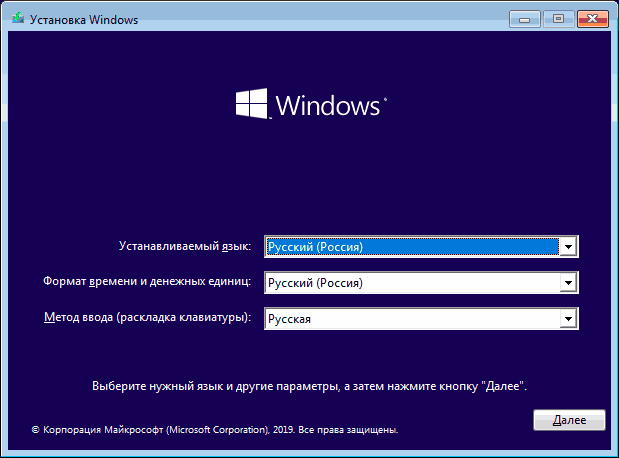 Установка Windows
Windows
Устанавливаемый язык: Русский (Россия)
Формат времени и денежных единиц: Русский (Россия)
Метод ввода (раскладка клавиатуры): Русская
Выберите нужный язык и другие параметры, а затем нажмите кнопку "Далее".
© Корпорация Майкрософт (Microsoft Corporation), 2019. Все права защищены.
Далее